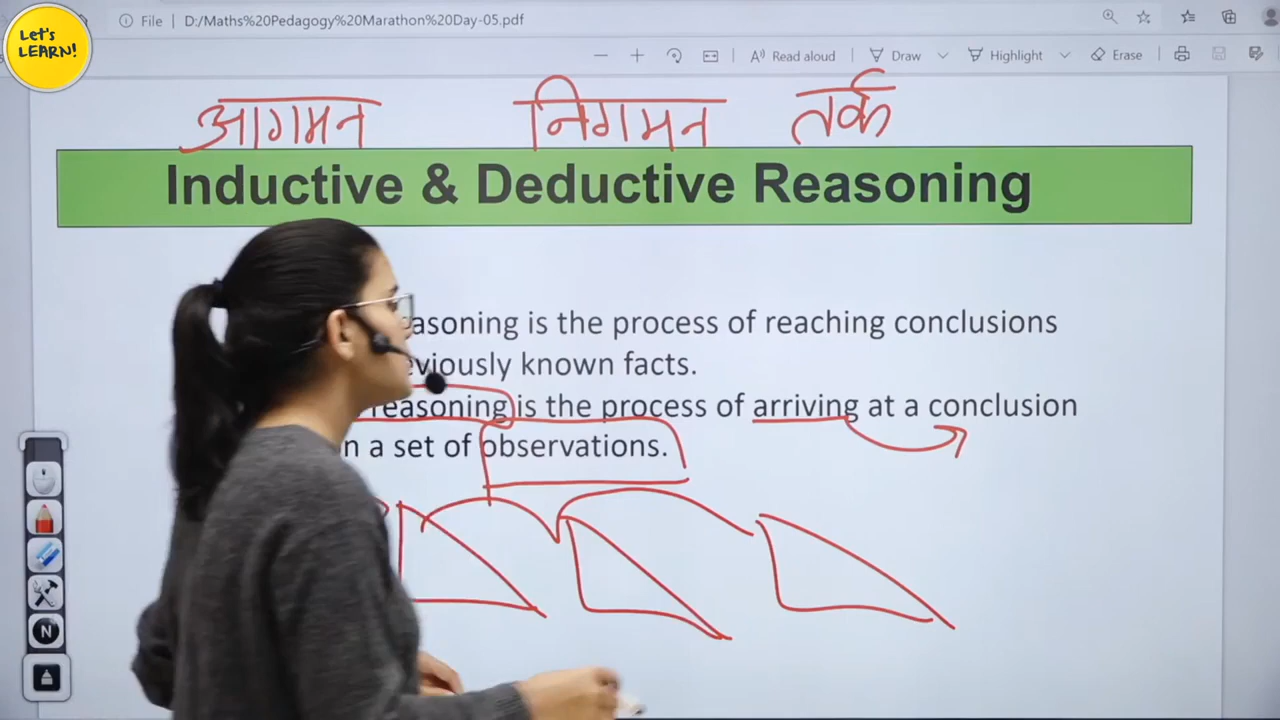 Let's
LEARN!
File D:/Maths%20Pedagogy%20Marathon%20Day-05.pdf
Read aloud Draw Highlight Erase
आगमन निगमन तर्क
Inductive & Deductive Reasoning
asoning is the process of reaching conclusions
eviously known facts.
reasoning is the process of arriving at a conclusion
n a set of observations.
N